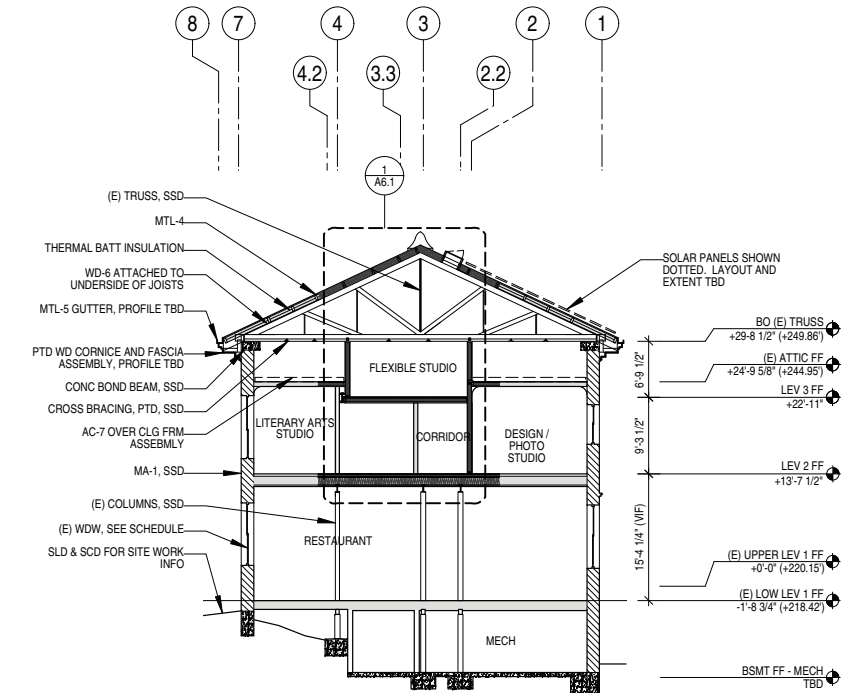 8
7
4
3
2
1
4.2
3.3
2.2
1
A6.1
(E) TRUSS, SSD
MTL-4
THERMAL BATT INSULATION
WD-6 ATTACHED TO
UNDERSIDE OF JOISTS
MTL-5 GUTTER, PROFILE TBD
PTD WD CORNICE AND FASCIA
ASSEMBLY, PROFILE TBD
CONC BOND BEAM, SSD
CROSS BRACING, PTD, SSD
AC-7 OVER CLG FRM
ASSEBMLY
MA-1, SSD
(E) COLUMNS, SSD
(E) WDW, SEE SCHEDULE
SLD & SCD FOR SITE WORK
INFO
SOLAR PANELS SHOWN
DOTTED. LAYOUT AND
EXTENT TBD
FLEXIBLE STUDIO
LITERARY ARTS
STUDIO
CORRIDOR
DESIGN /
PHOTO
STUDIO
RESTAURANT
MECH
6'-9 1/2"
9'-3 1/2"
15'-4 1/4" (VIF)
BO (E) TRUSS
+29-8 1/2" (+249.86')
(E) ATTIC FF
+24'-9 5/8" (+244.95')
LEV 3 FF
+22'-11"
LEV 2 FF
+13'-7 1/2"
(E) UPPER LEV 1 FF
+0'-0" (+220.15')
(E) LOW LEV 1 FF
-1'-8 3/4" (+218.42')
BSMT FF - MECH
TBD